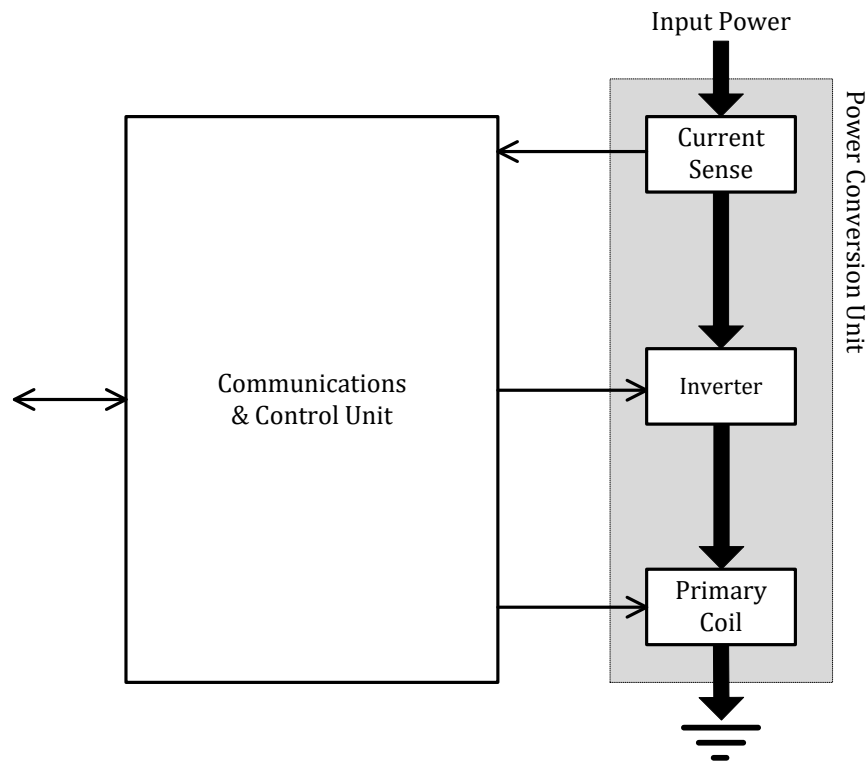 Input Power
Current
Sense
Power Conversion Unit
Communications
& Control Unit
Inverter
Primary
Coil